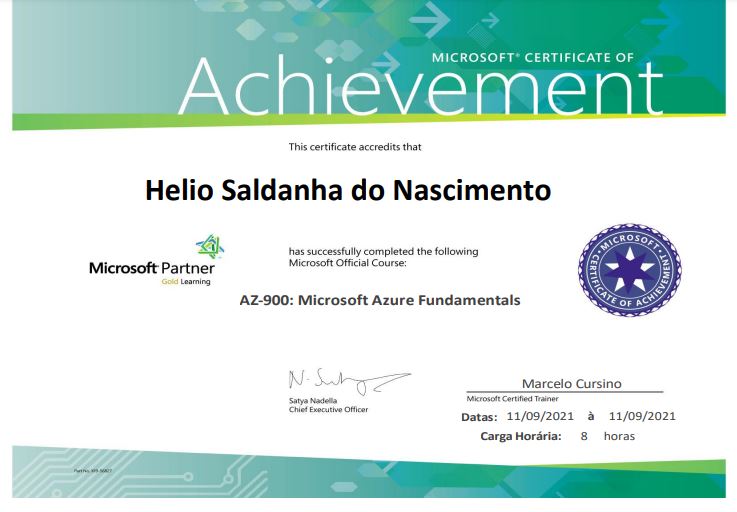 MICROSOFT® CERTIFICATE OF
Achievement
This certificate accredits that
Helio Saldanha do Nascimento
Microsoft Partner
Gold Learning
has successfully completed the following
Microsoft Official Course:
MICROSOFT
CERTIFICATE OF ACHIEVEMENT
AZ-900: Microsoft Azure Fundamentals
Satya Nadella
Chief Executive Officer
Marcelo Cursino
Microsoft Certified Trainer
Datas: 11/09/2021 à 11/09/2021
Carga Horária: 8 horas
Part No.